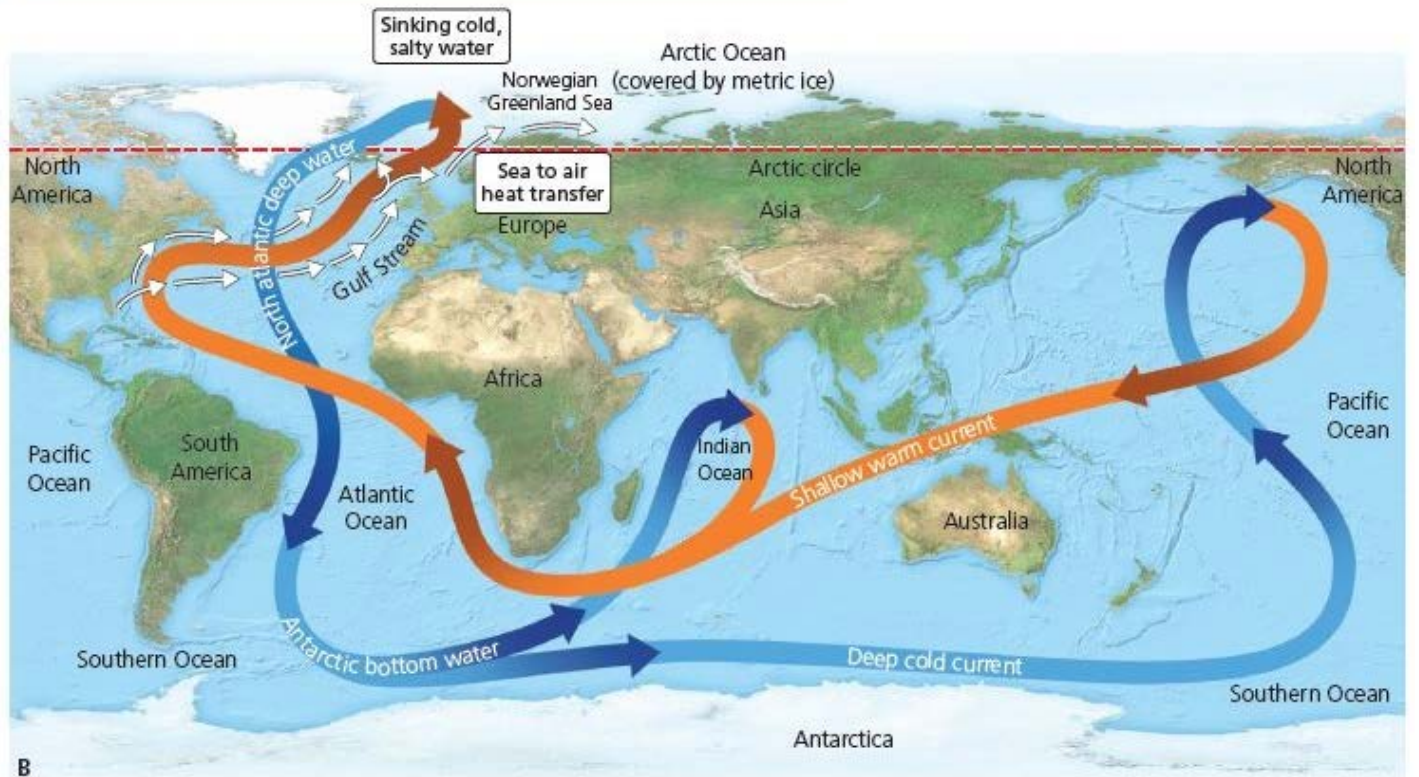 Sinking cold,
salty water
Arctic Ocean
(covered by metric ice)
Norwegian
Greenland Sea
North
America
North atlantic deep water
Sea to air
heat transfer
Arctic circle
North
America
Europe
Asia
Gulf Stream
Africa
Pacific
Ocean
South
America
Atlantic
Ocean
Indian
Ocean
Shallow warm current
Pacific
Ocean
Australia
Southern Ocean
Antarctic bottom water
Deep cold current
Southern Ocean
Antarctica
B